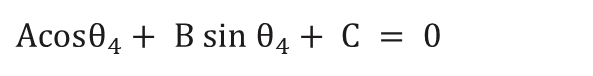 Acosθ₄ + B sin θ₄ + C = 0